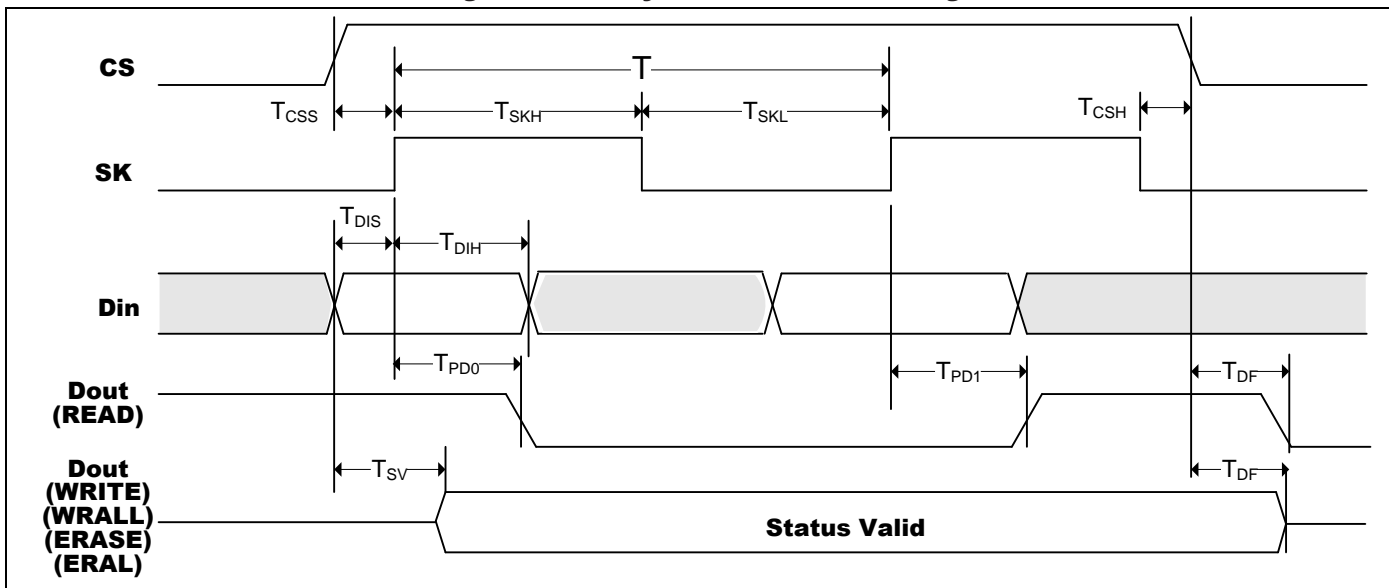 CS
T
TCSS
TSKH
TSKL
TCSH
SK
TDIS
TDIH
Din
TPD0
TPD1
TDF
Dout
(READ)
TSV
TDF
Dout
(WRITE)
(WRALL)
(ERASE)
(ERAL)
Status Valid